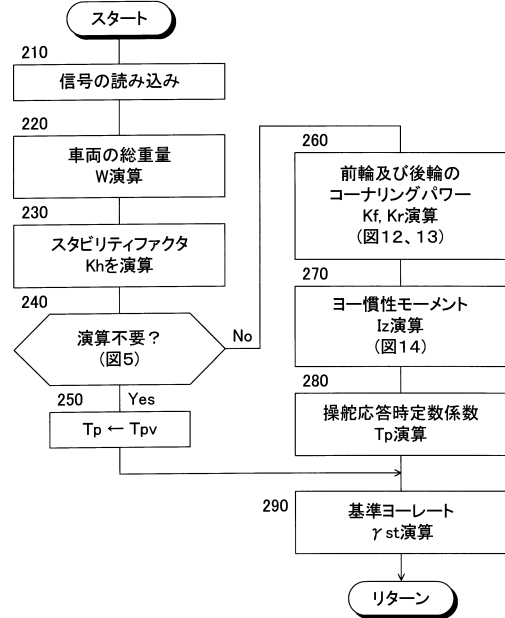 スタート
210
信号の読み込み
220
車両の総重量
W演算
230
スタビリティファクタ
Khを演算
240
演算不要？
(図5)
No
250
Yes
Tp ← Tpv
260
前輪及び後輪の
コーナリングパワー
Kf, Kr演算
(図12、13)
270
ヨー慣性モーメント
Iz演算
(図14)
280
操舵応答時定数係数
Tp演算
290
基準ヨーレート
γst演算
リターン